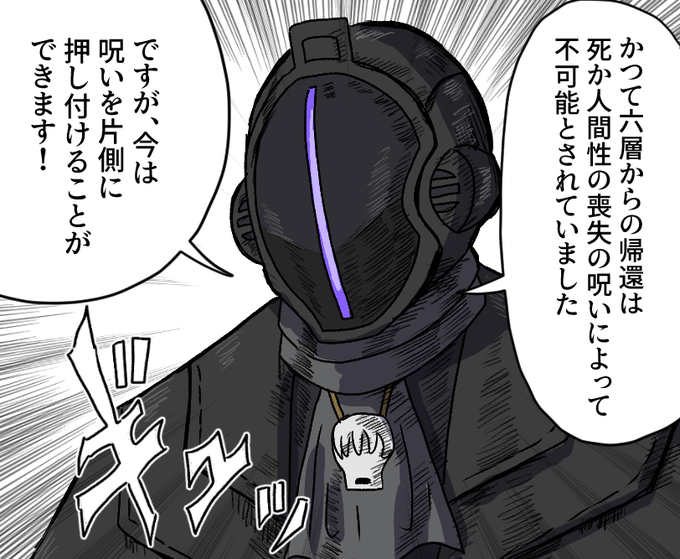 かつて六層からの帰還は
死か人間性の喪失の呪いによって
不可能とされていました
ですが、今は
呪いを片側に
押し付けることが
できます！
ギュッ